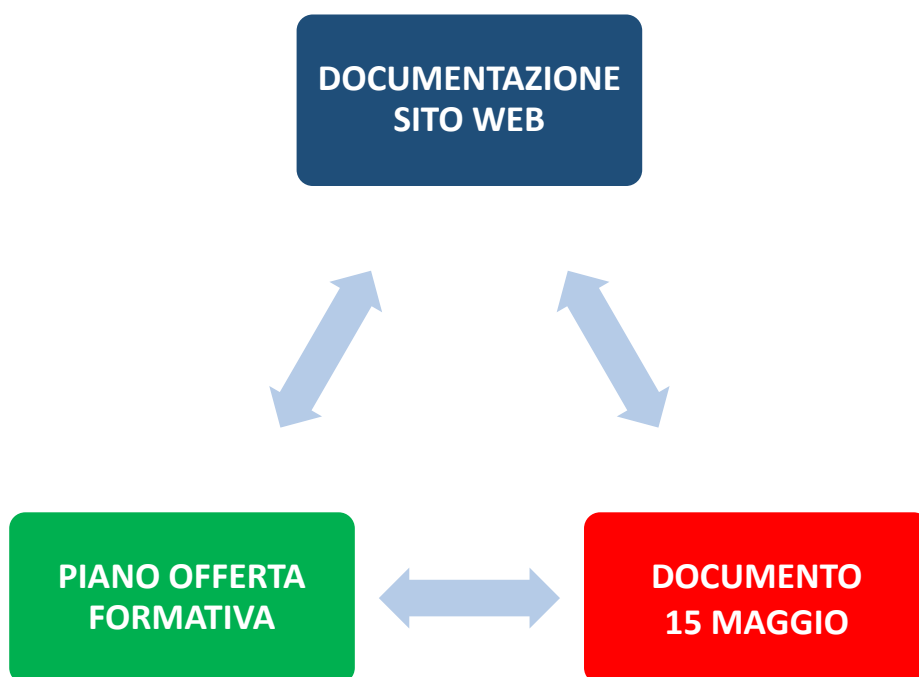 DOCUMENTAZIONE
SITO WEB
PIANO OFFERTA
FORMATIVA
DOCUMENTO
15 MAGGIO